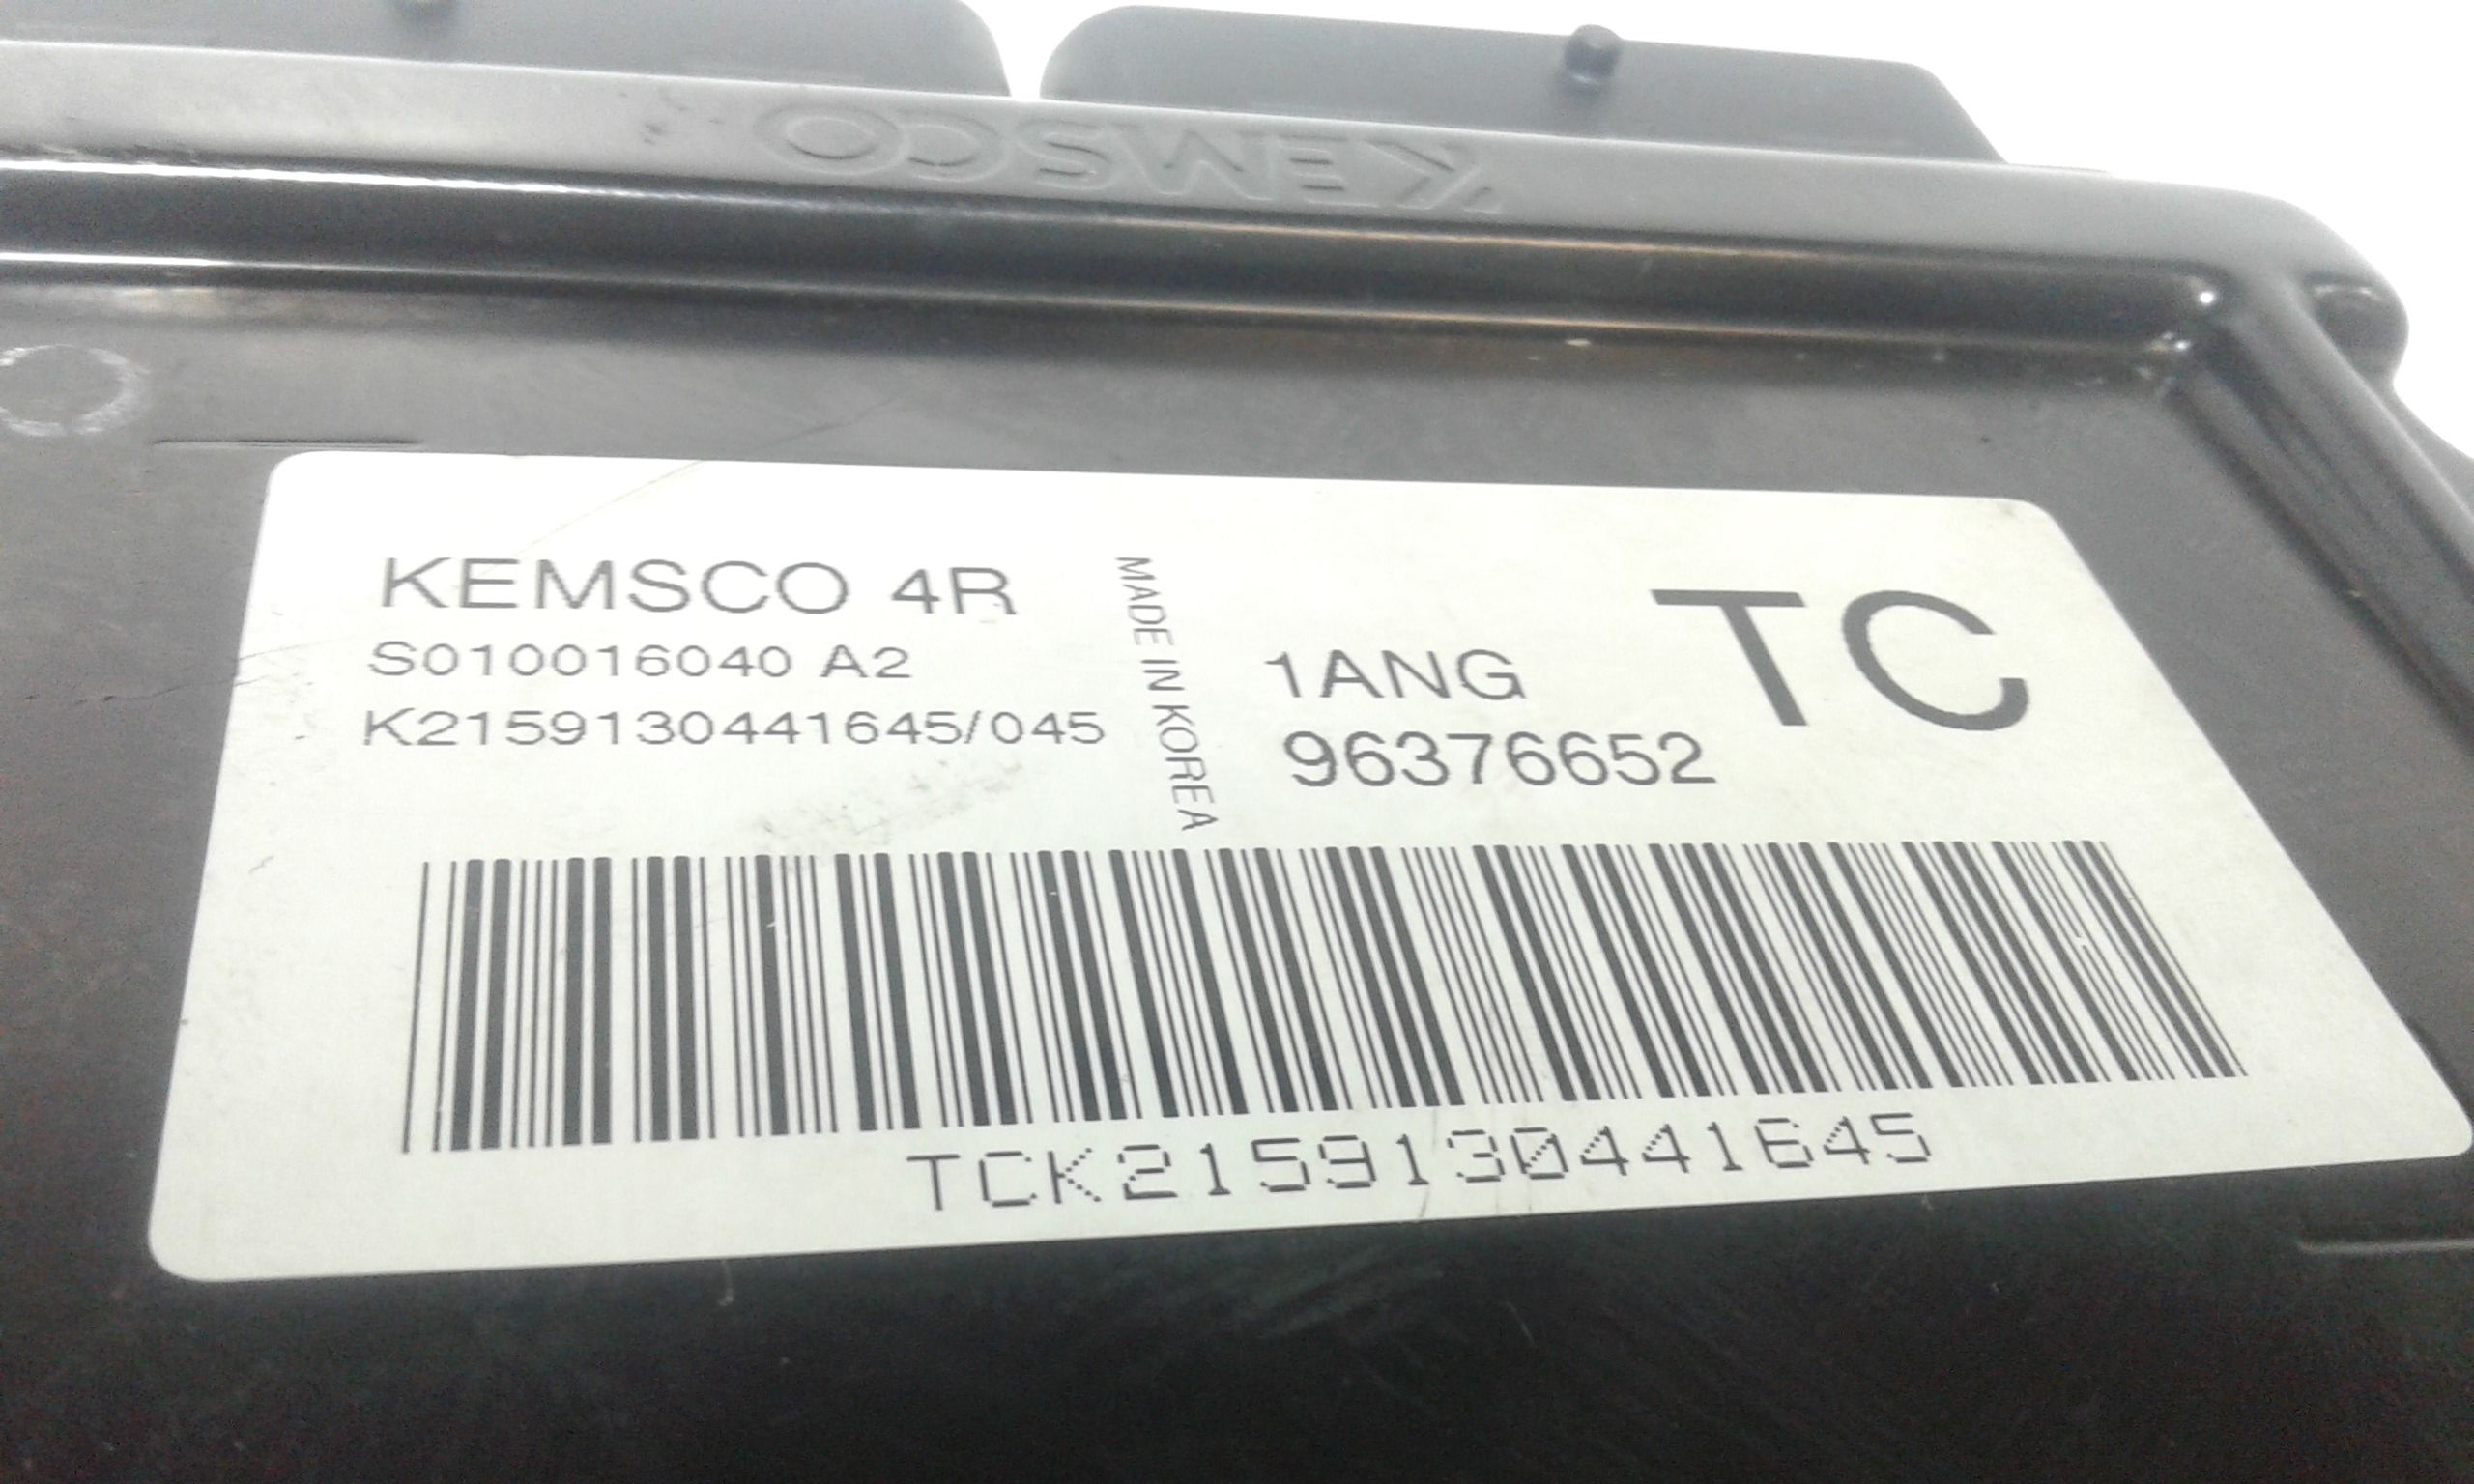 KEMSCO
KEMSCO 4R
S010016040 A2
K2159130441645/045
MADE IN KOREA
1ANG
96376652
TC
TCK2159130441645